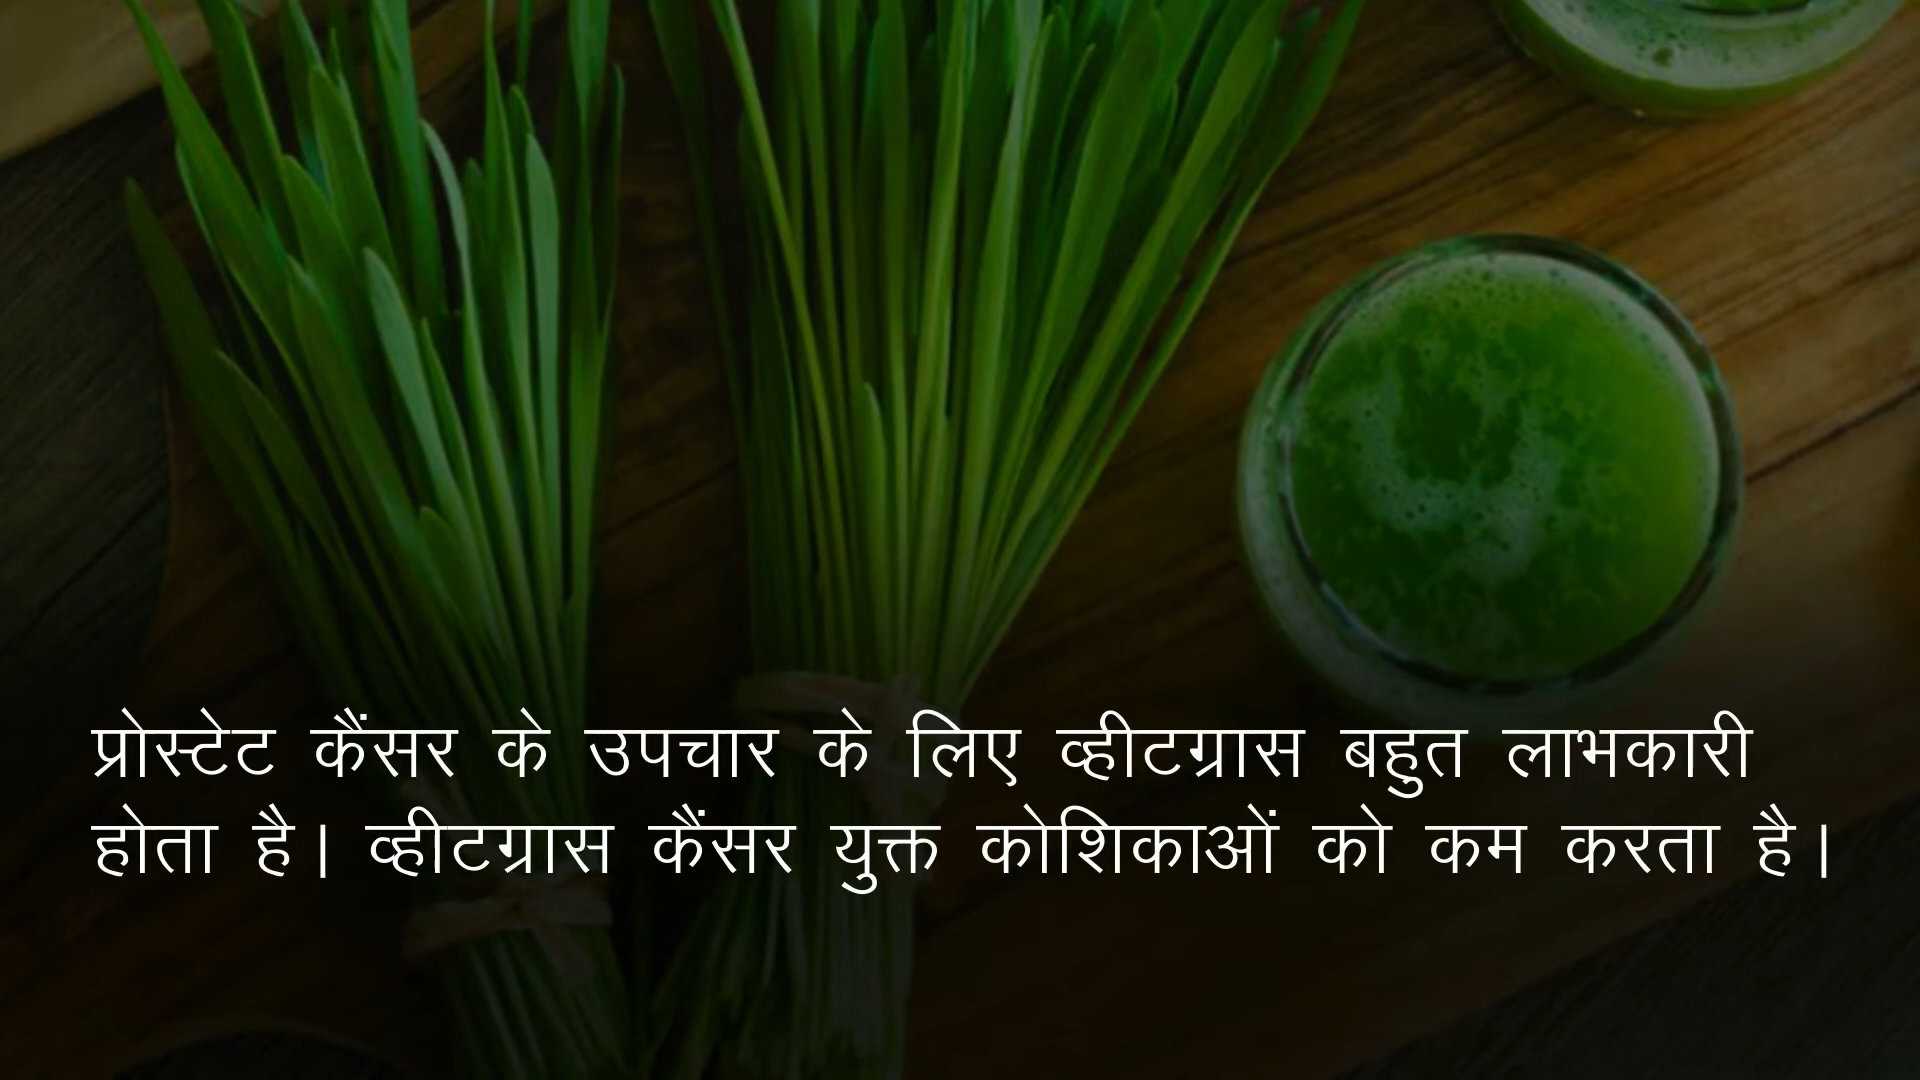 प्रोस्टेट कैंसर के उपचार के लिए व्हीटग्रास बहुत लाभकारी
होता है। व्हीटग्रास कैंसर युक्त कोशिकाओं को कम करता है।